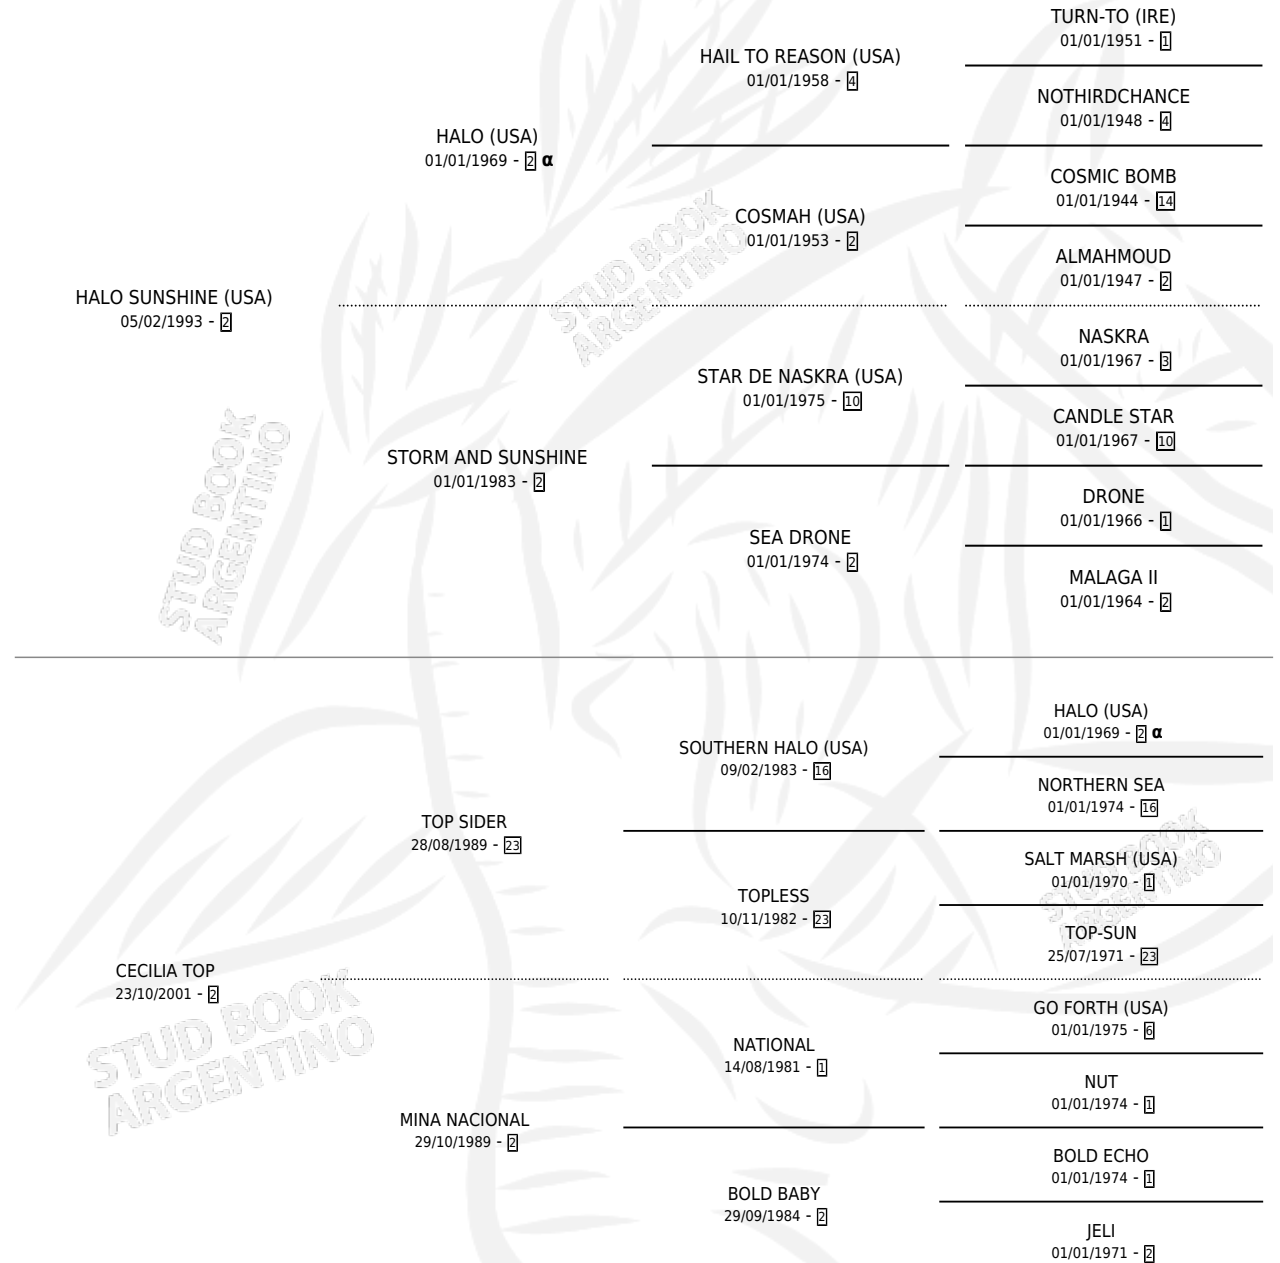 TURN-TO (IRE)
01/01/1951 - 1
HAIL TO REASON (USA)
01/01/1958 - 4
NOTHIRDCHANCE
01/01/1948 - 4
HALO (USA)
01/01/1969 - 2 α
COSMIC BOMB
01/01/1944 - 14
COSMAH (USA)
01/01/1953 - 2
ALMAHMOUD
01/01/1947 - 2
HALO SUNSHINE (USA)
05/02/1993 - 2
NASKRA
01/01/1967 - 3
STAR DE NASKRA (USA)
01/01/1975 - 10
CANDLE STAR
01/01/1967 - 10
STORM AND SUNSHINE
01/01/1983 - 2
DRONE
01/01/1966 - 1
SEA DRONE
01/01/1974 - 2
MALAGA II
01/01/1964 - 2
STUD BOOK
ARGENTINO
STUD BOOK
ARGENTINO
HALO (USA)
01/01/1969 - 2 α
SOUTHERN HALO (USA)
09/02/1983 - 16
NORTHERN SEA
01/01/1974 - 16
TOP SIDER
28/08/1989 - 23
SALT MARSH (USA)
01/01/1970 - 1
TOPLESS
10/11/1982 - 23
TOP-SUN
25/07/1971 - 23
STUD BOOK
ARGENTINO
CECILIA TOP
23/10/2001 - 2
GO FORTH (USA)
01/01/1975 - 6
NATIONAL
14/08/1981 - 1
NUT
01/01/1974 - 1
MINA NACIONAL
29/10/1989 - 2
BOLD ECHO
01/01/1974 - 1
BOLD BABY
29/09/1984 - 2
JELI
01/01/1971 - 2
STUD BOOK
ARGENTINO